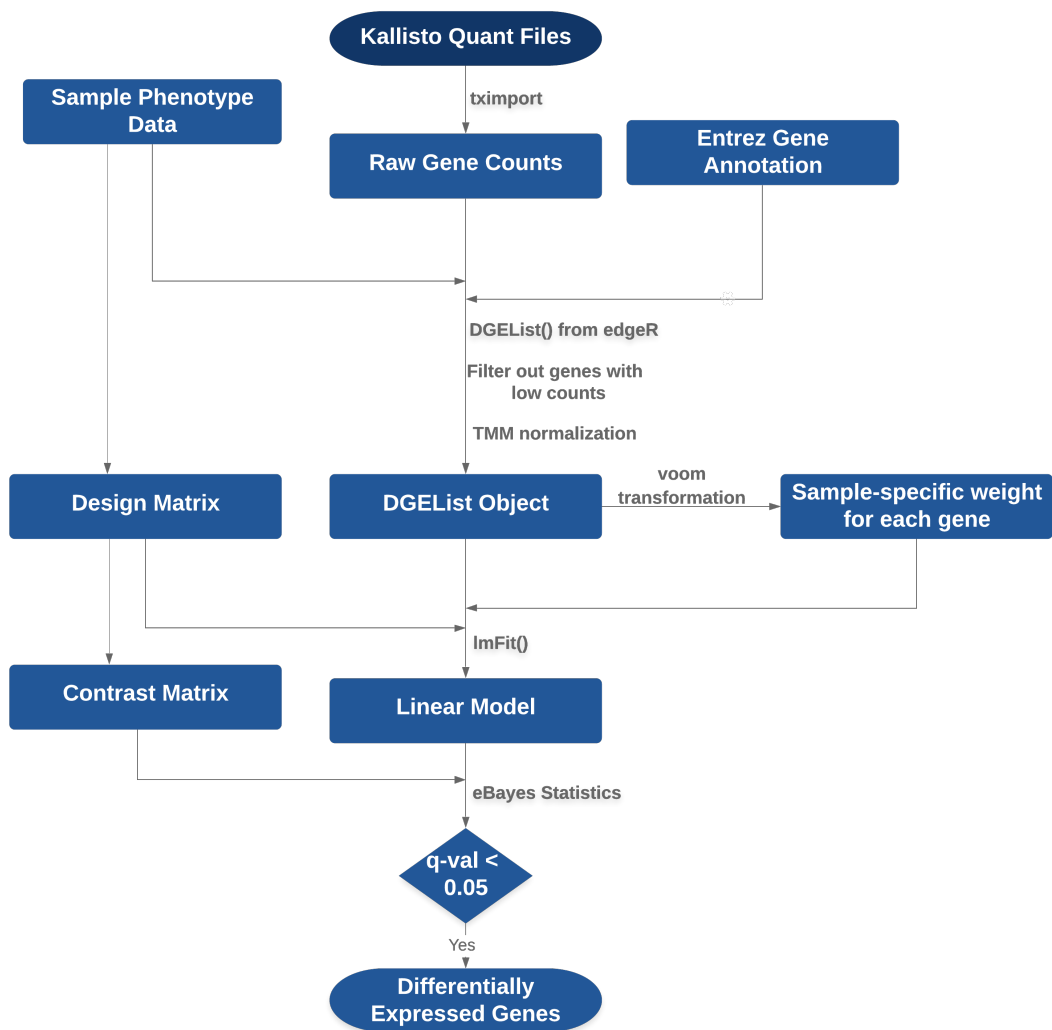 Kallisto Quant Files
tximport
Sample Phenotype
Data
Raw Gene Counts
Entrez Gene
Annotation
DGEList() from edgeR
Filter out genes with
low counts
TMM normalization
Design Matrix
DGEList Object
voom
transformation
Sample-specific weight
for each gene
lmFit()
Contrast Matrix
Linear Model
eBayes Statistics
q-val <
0.05
Yes
Differentially
Expressed Genes